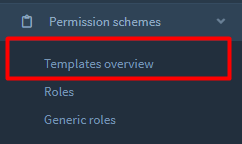 Permission schemes
Templates overview
Roles
Generic roles